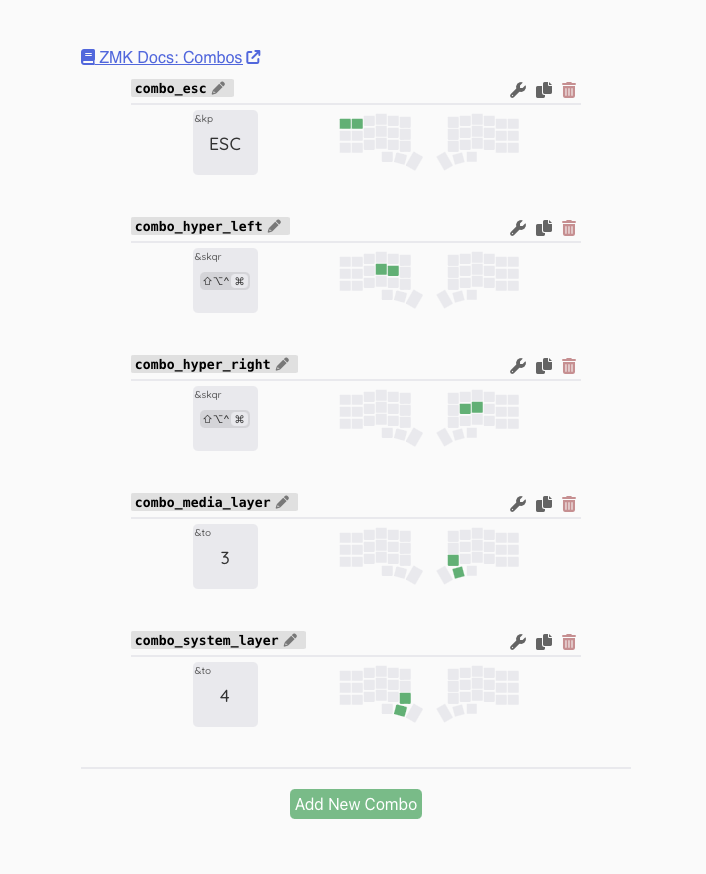 ZMK Docs: Combos
combo_esc
&kp
ESC
combo_hyper_left
&skqr
⇧⌥^ ⌘
combo_hyper_right
&skqr
⇧⌥^ ⌘
combo_media_layer
&to
3
combo_system_layer
&to
4
Add New Combo